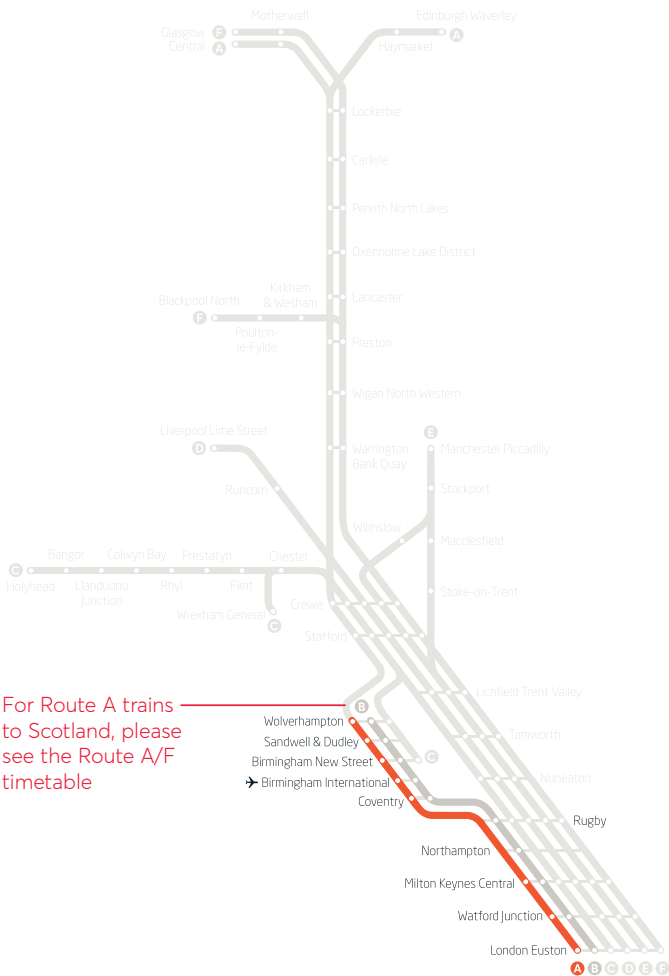 Motherwell
Edinburgh Waverley
Glasgow
Central
F
A
Haymarket
A
Lockerbie
Carlisle
Penrith North Lakes
Oxenholme Lake District
Kirkham
& Wesham
Blackpool North
Lancaster
F
Poulton-
le-Fylde
Preston
Wigan North Western
Liverpool Lime Street
E
D
Warrington
Bank Quay
Manchester Piccadilly
Runcorn
Stockport
Wilmslow
Macclesfield
Bangor
Colwyn Bay
Prestatyn
Chester
C
Holyhead
Llandudno
Junction
Rhyl
Flint
Stoke-on-Trent
Crewe
Wrexham General
C
Stafford
Lichfield Trent Valley
For Route A trains
to Scotland, please
see the Route A/F
timetable
B
Wolverhampton
Tamworth
Sandwell & Dudley
C
Birmingham New Street
Birmingham International
Nuneaton
Coventry
Rugby
Northampton
Milton Keynes Central
Watford Junction
London Euston
A B C D E F